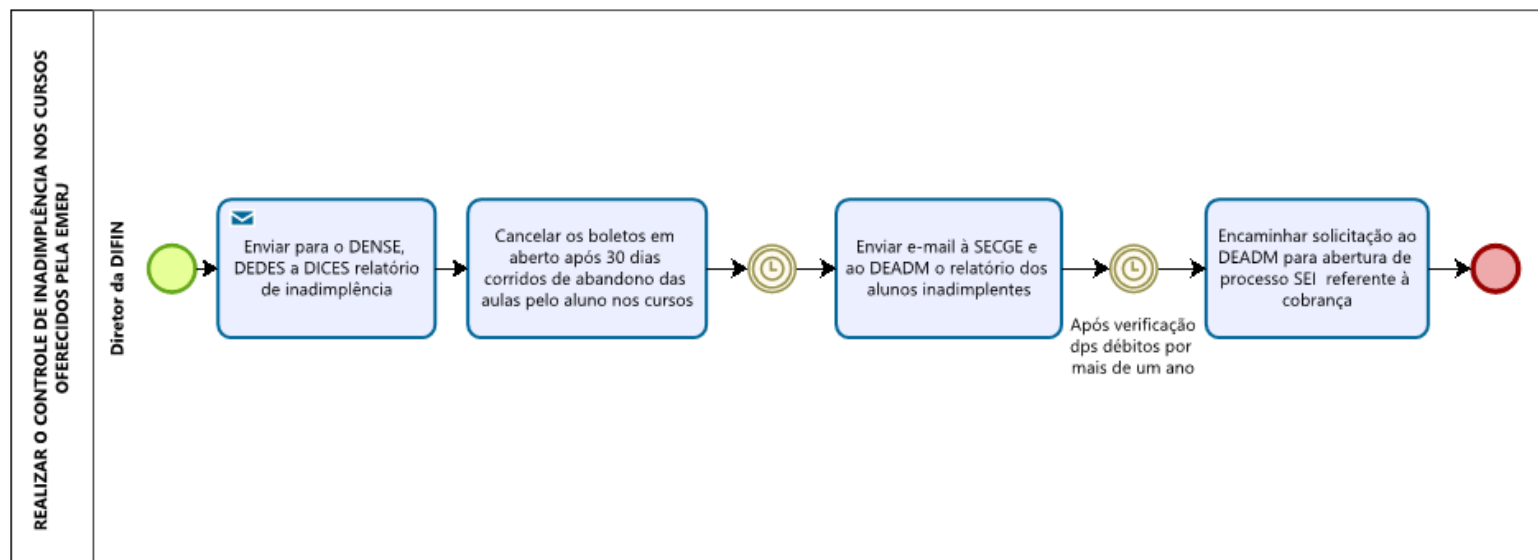 REALIZAR O CONTROLE DE INADIMPLÊNCIA NOS CURSOS
OFERECIDOS PELA EMERJ
Diretor da DIFIN
Enviar para o DENSE,
DEDES a DICES relatório
de inadimplência
Cancelar os boletos em
aberto após 30 dias
corridos de abandono das
aulas pelo aluno nos cursos
Enviar e-mail à SECGE e
ao DEADM o relatório dos
alunos inadimplentes
Após verificação
dps débitos por
mais de um ano
Encaminhar solicitação ao
DEADM para abertura de
processo SEI referente à
cobrança